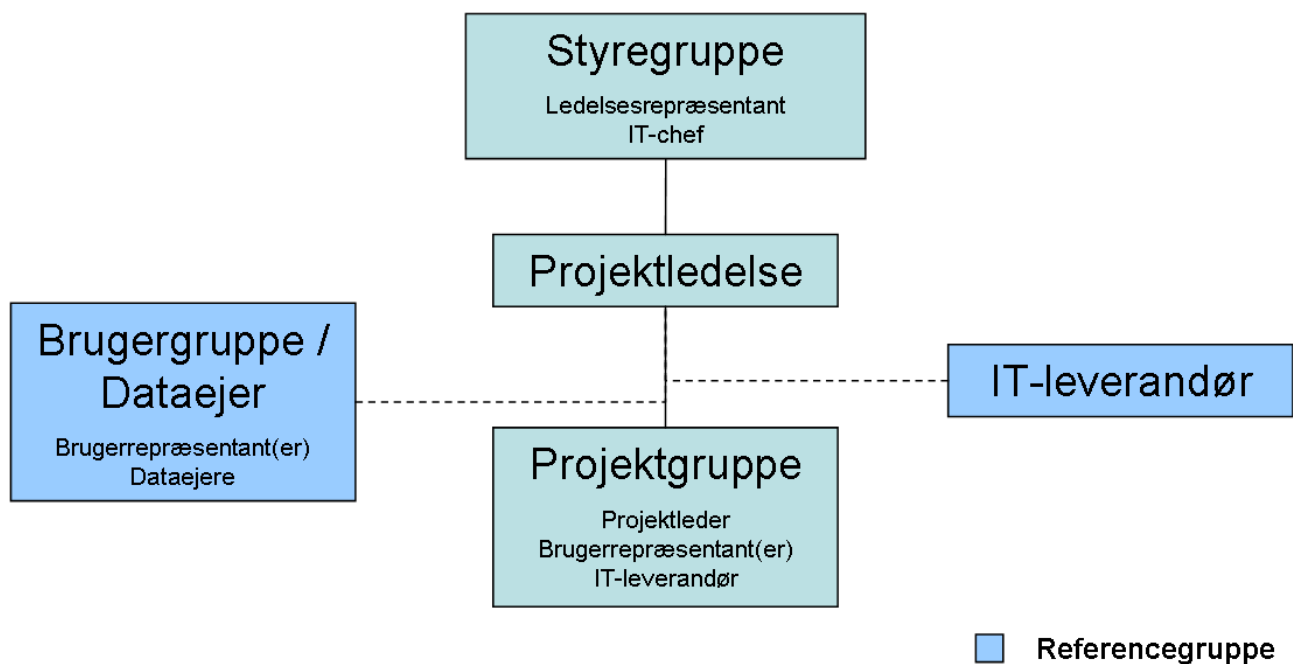 Styregruppe
Ledelsesrepræsentant
IT-chef
Projektledelse
Brugergruppe /
Dataejer
Brugerrepræsentant(er)
Dataejere
IT-leverandør
Projektgruppe
Projektleder
Brugerrepræsentant(er)
IT-leverandør
Referencegruppe